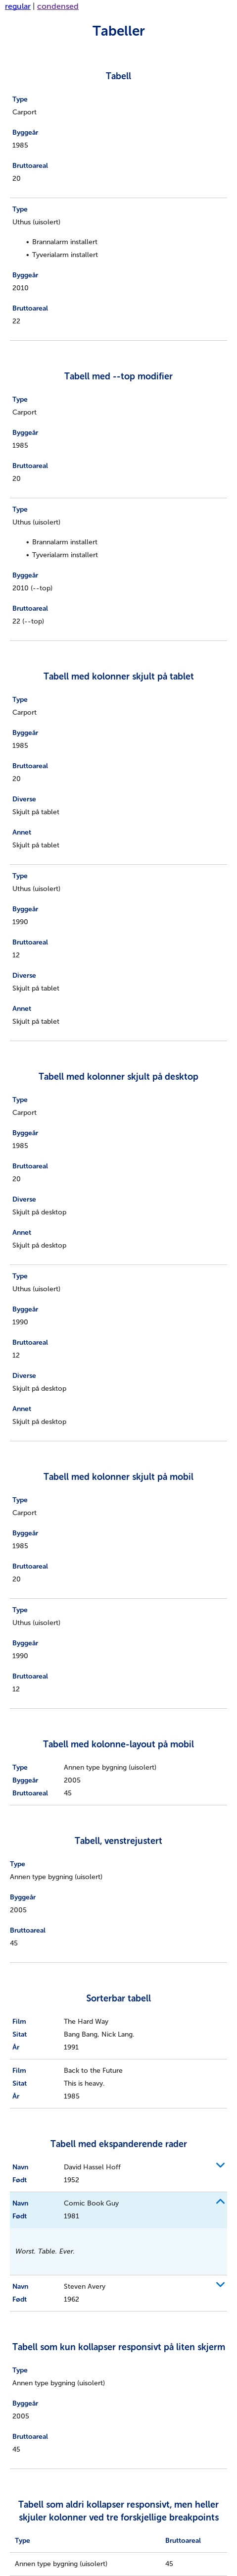 regular | condensed
Tabeller
Tabell
Type
Carport
Byggeår
1985
Bruttoareal
20
Type
Uthus (uisolert)
• Brannalarm installert
• Tyverialarm installert
Byggeår
2010
Bruttoareal
22
Tabell med --top modifier
Type
Carport
Byggeår
1985
Bruttoareal
20
Type
Uthus (uisolert)
• Brannalarm installert
• Tyverialarm installert
Byggeår
2010 (--top)
Bruttoareal
22 (--top)
Tabell med kolonner skjult på tablet
Type
Carport
Byggeår
1985
Bruttoareal
20
Diverse
Skjult på tablet
Annet
Skjult på tablet
Type
Uthus (uisolert)
Byggeår
1990
Bruttoareal
12
Diverse
Skjult på tablet
Annet
Skjult på tablet
Tabell med kolonner skjult på desktop
Type
Carport
Byggeår
1985
Bruttoareal
20
Diverse
Skjult på desktop
Annet
Skjult på desktop
Type
Uthus (uisolert)
Byggeår
1990
Bruttoareal
12
Diverse
Skjult på desktop
Annet
Skjult på desktop
Tabell med kolonner skjult på mobil
Type
Carport
Byggeår
1985
Bruttoareal
20
Type
Uthus (uisolert)
Byggeår
1990
Bruttoareal
12
Tabell med kolonne-layout på mobil
Type Annen type bygning (uisolert)
Byggeår 2005
Bruttoareal 45
Tabell, venstrejustert
Type
Annen type bygning (uisolert)
Byggeår
2005
Bruttoareal
45
Sorterbar tabell
Film The Hard Way
Sitat Bang Bang, Nick Lang.
År 1991
Film Back to the Future
Sitat This is heavy.
År 1985
Tabell med ekspanderende rader
Navn David Hassel Hoff
Født 1952
Navn Comic Book Guy
Født 1981
Worst. Table. Ever.
Navn Steven Avery
Født 1962
Tabell som kun kollapser responsivt på liten skjerm
Type
Annen type bygning (uisolert)
Byggeår
2005
Bruttoareal
45
Tabell som aldri kollapser responsivt, men heller
skjuler kolonner ved tre forskjellige breakpoints
Type Bruttoareal
Annen type bygning (uisolert) 45